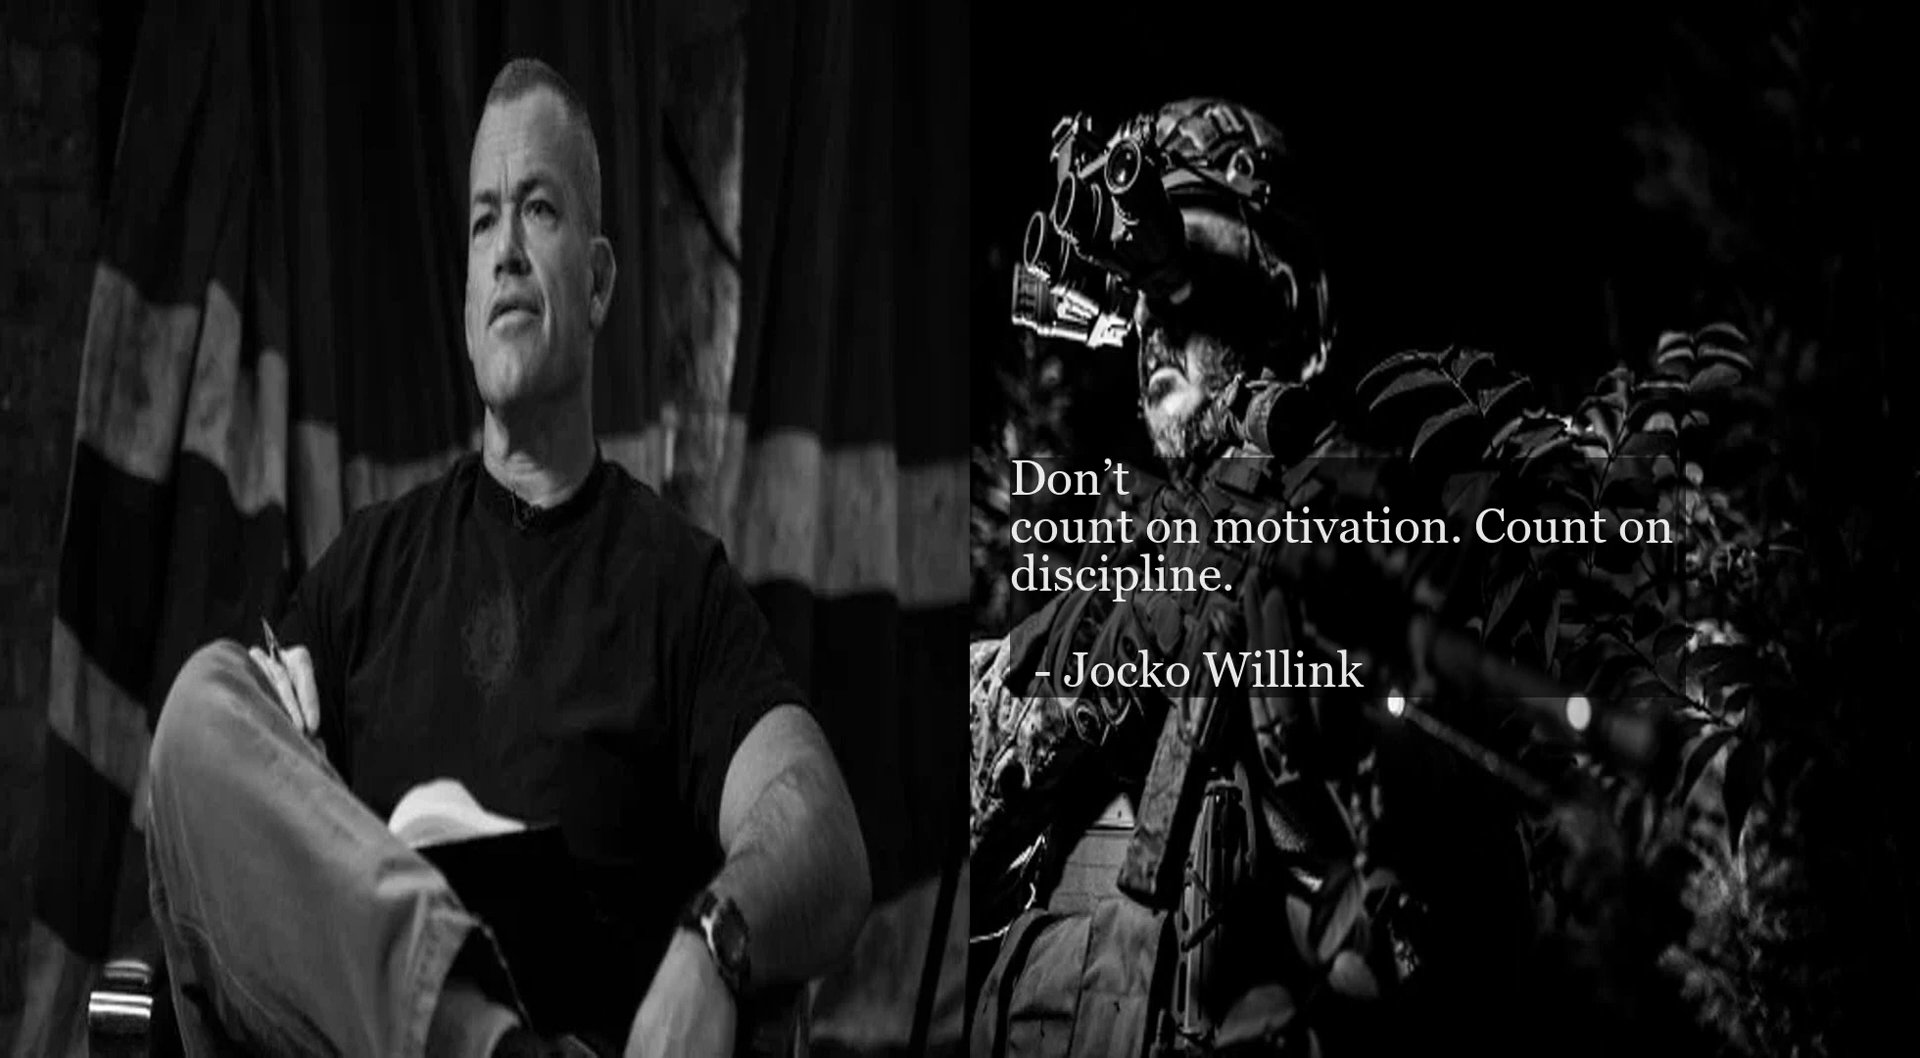 Don’t
count on motivation. Count on
discipline.
- Jocko Willink